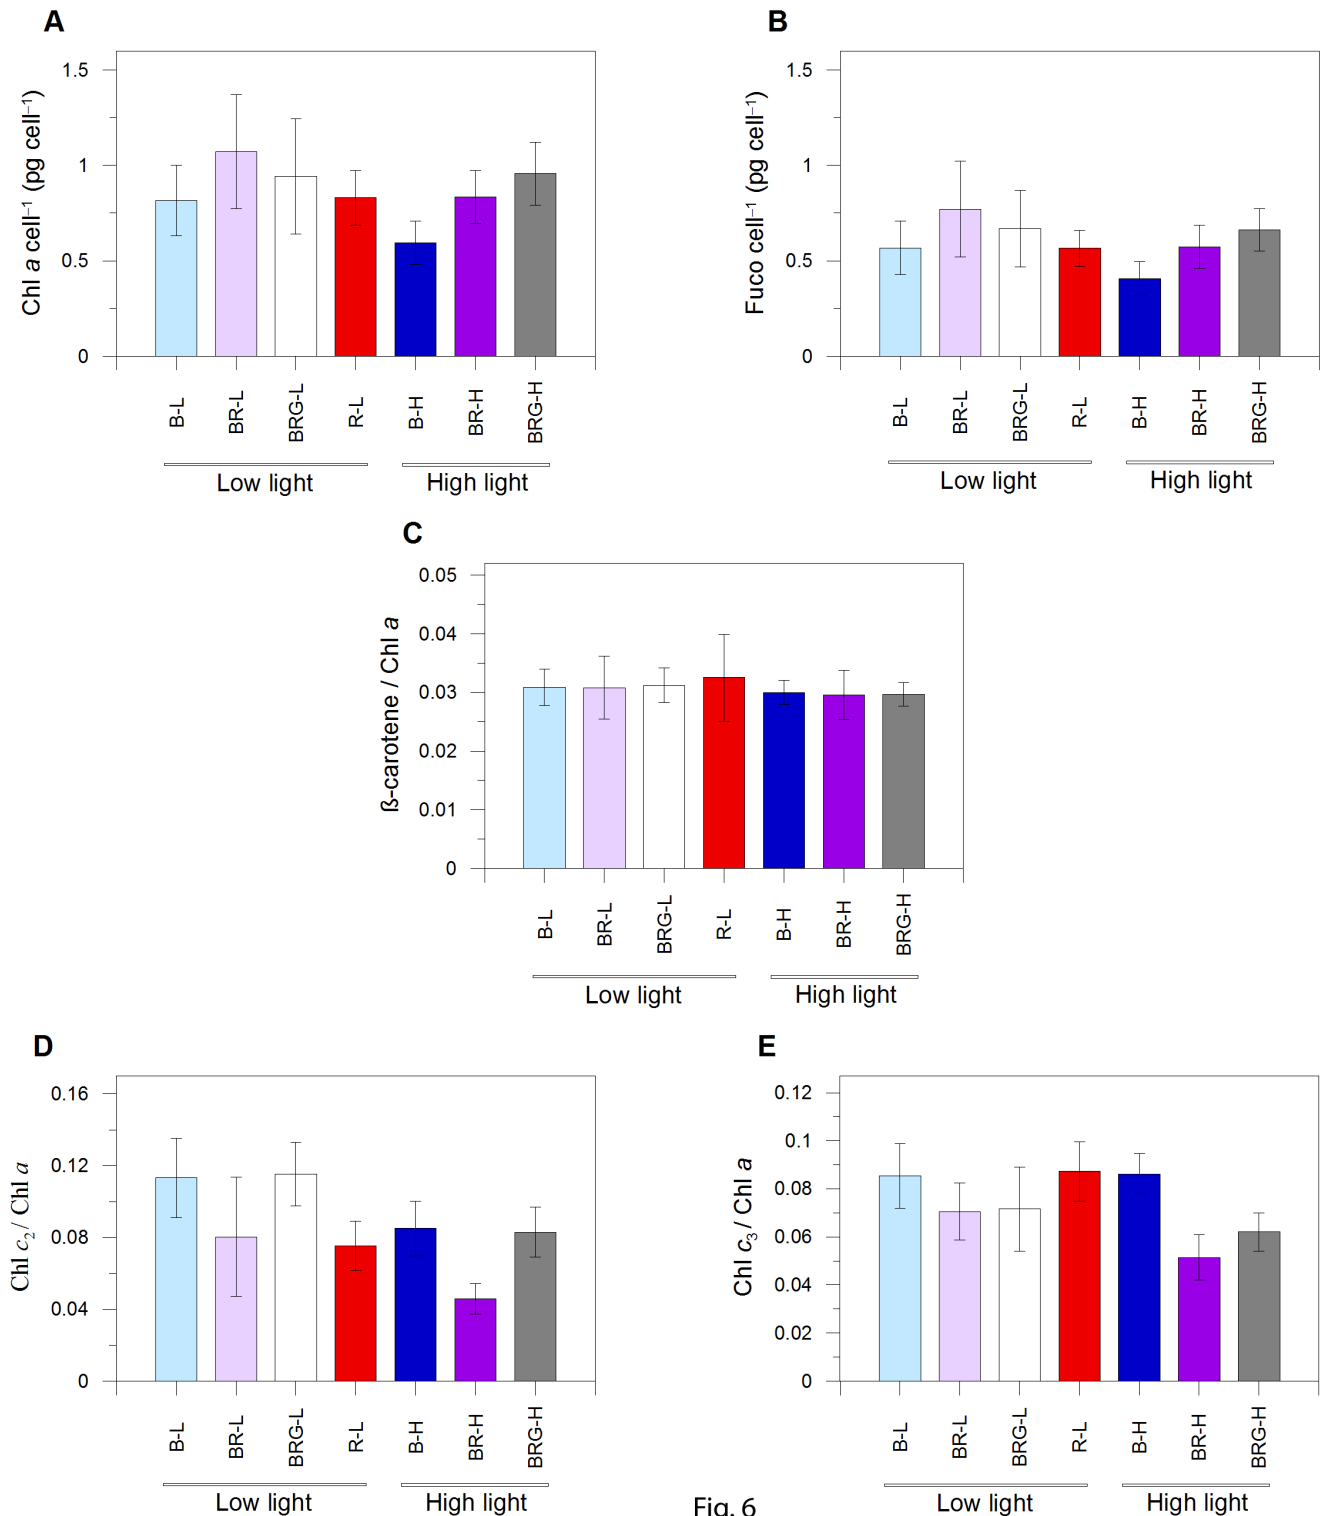 A
Chl a cell⁻¹ (pg cell⁻¹)
1.5
1
0.5
0
B-L
BR-L
BRG-L
R-L
B-H
BR-H
BRG-H
Low light
High light
B
Fuco cell⁻¹ (pg cell⁻¹)
1.5
1
0.5
0
B-L
BR-L
BRG-L
R-L
B-H
BR-H
BRG-H
Low light
High light
C
ß-carotene / Chl a
0.05
0.04
0.03
0.02
0.01
0
B-L
BR-L
BRG-L
R-L
B-H
BR-H
BRG-H
Low light
High light
D
Chl c₂ / Chl a
0.16
0.12
0.08
0.04
0
B-L
BR-L
BRG-L
R-L
B-H
BR-H
BRG-H
Low light
High light
E
Chl c₃ / Chl a
0.12
0.1
0.08
0.06
0.04
0.02
0
B-L
BR-L
BRG-L
R-L
B-H
BR-H
BRG-H
Low light
High light
Fig. 6